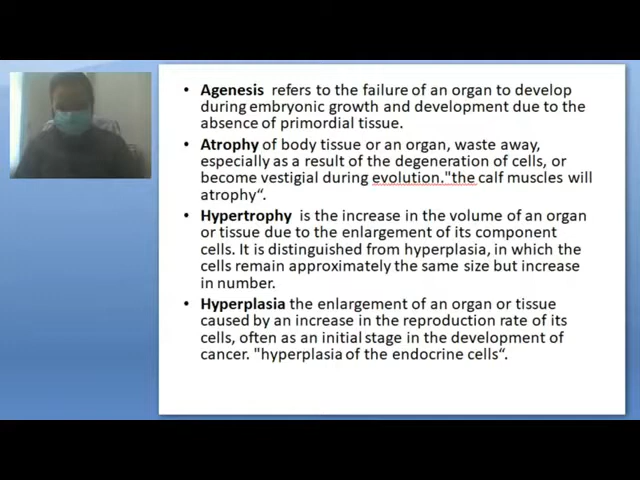 • Agenesis refers to the failure of an organ to develop
during embryonic growth and development due to the
absence of primordial tissue.
• Atrophy of body tissue or an organ, waste away,
especially as a result of the degeneration of cells, or
become vestigial during evolution."the calf muscles will
atrophy“.
• Hypertrophy is the increase in the volume of an organ
or tissue due to the enlargement of its component
cells. It is distinguished from hyperplasia, in which the
cells remain approximately the same size but increase
in number.
• Hyperplasia the enlargement of an organ or tissue
caused by an increase in the reproduction rate of its
cells, often as an initial stage in the development of
cancer. "hyperplasia of the endocrine cells“.